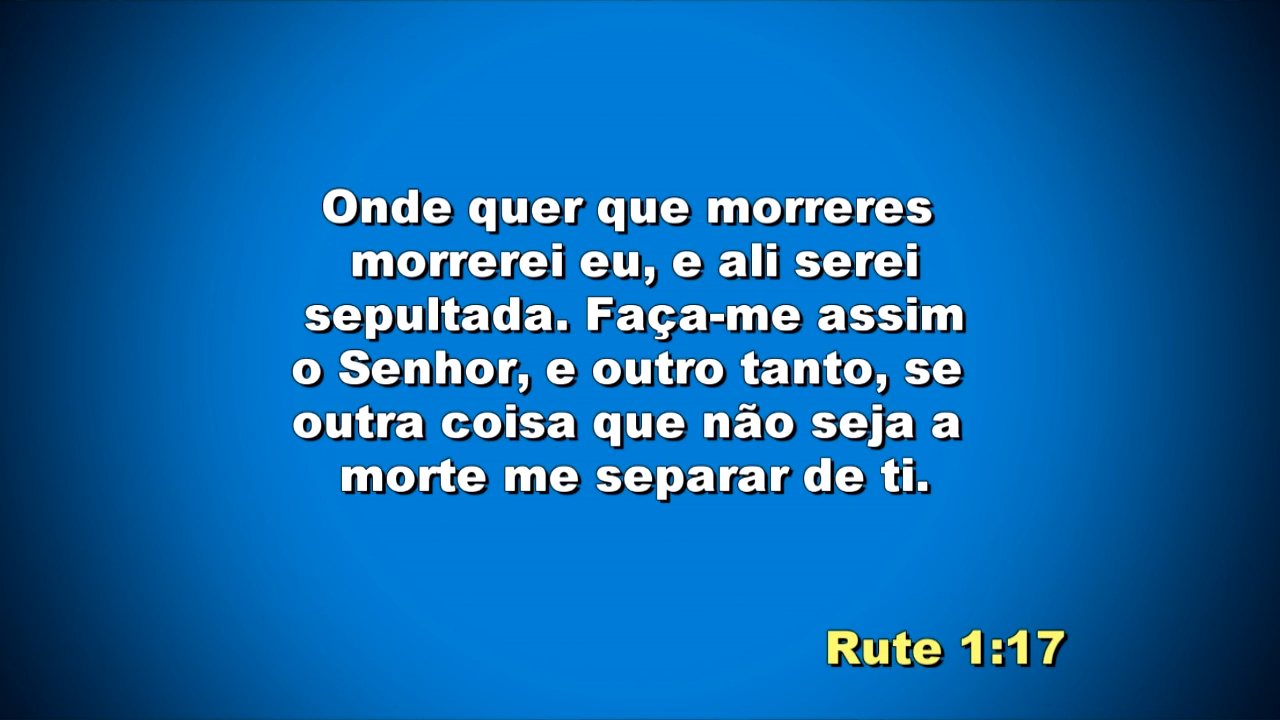 Onde quer que morreres
morrerei eu, e ali serei
sepultada. Faça-me assim
o Senhor, e outro tanto, se
outra coisa que não seja a
morte me separar de ti.
Rute 1:17